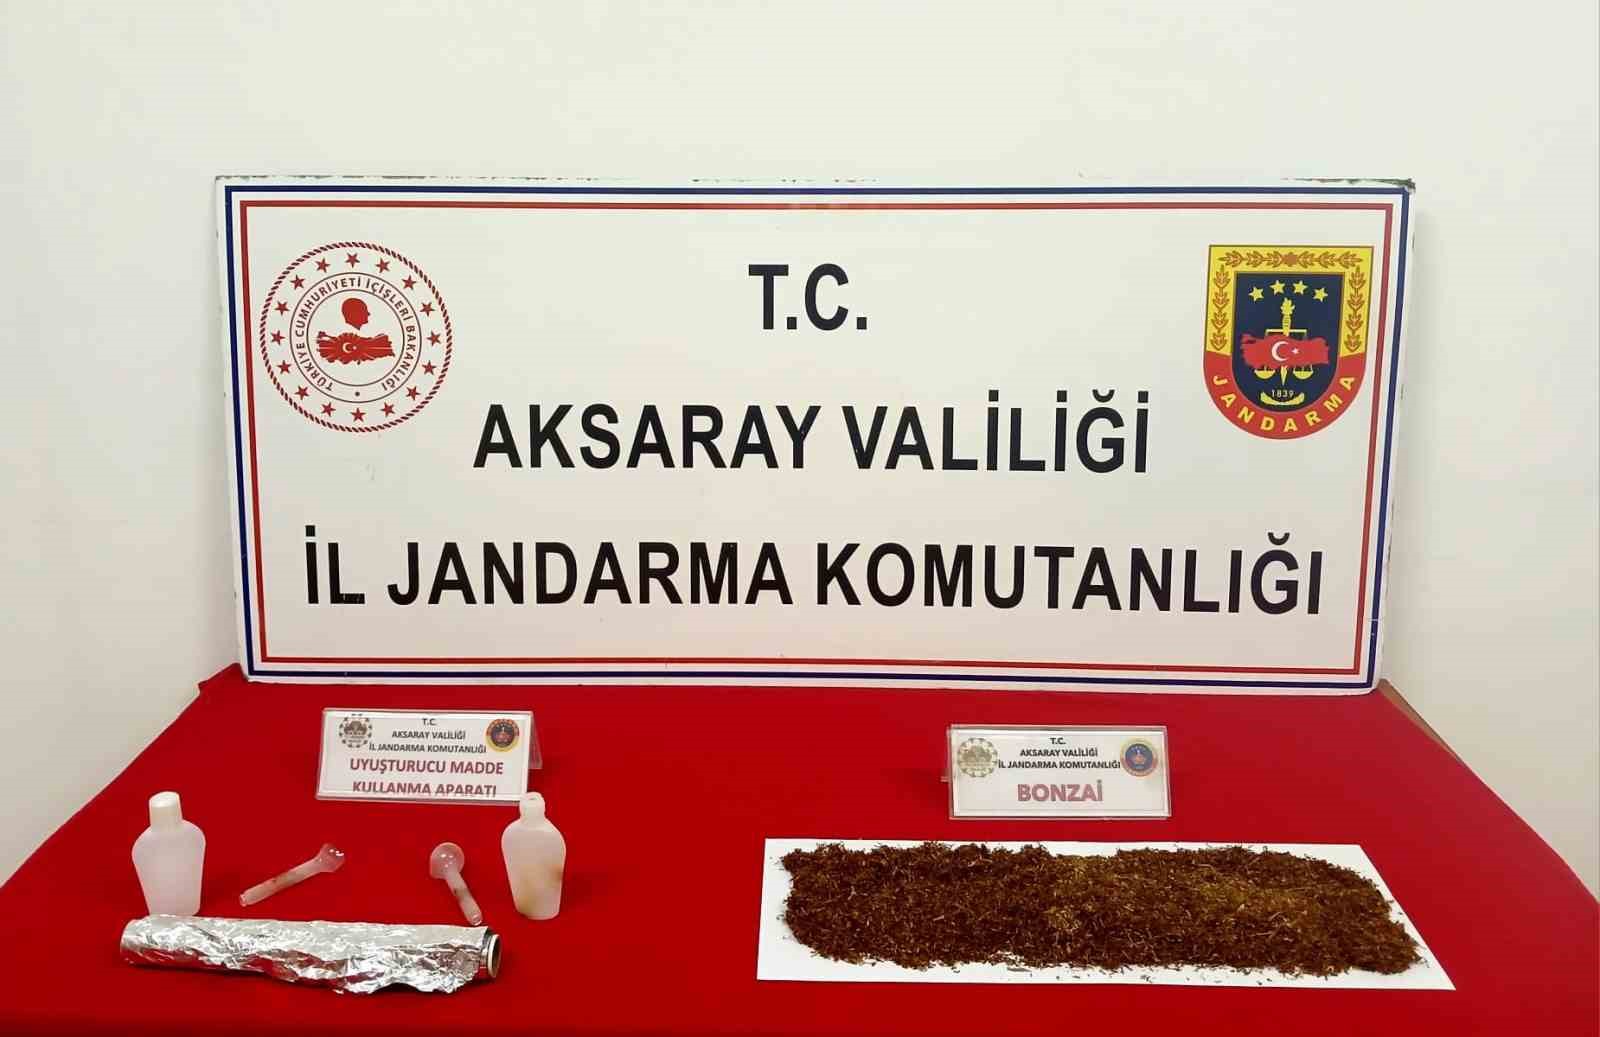 T.C.
AKSARAY VALİLİĞİ
İL JANDARMA KOMUTANLIĞI
TÜRKİYE CUMHURİYETİ İÇİŞLERİ BAKANLIĞI
1839
JANDARMA
T.C.
AKSARAY VALİLİĞİ
İL JANDARMA KOMUTANLIĞI
UYUŞTURUCU MADDE
KULLANMA APARATI
T.C.
AKSARAY VALİLİĞİ
İL JANDARMA KOMUTANLIĞI
BONZAİ